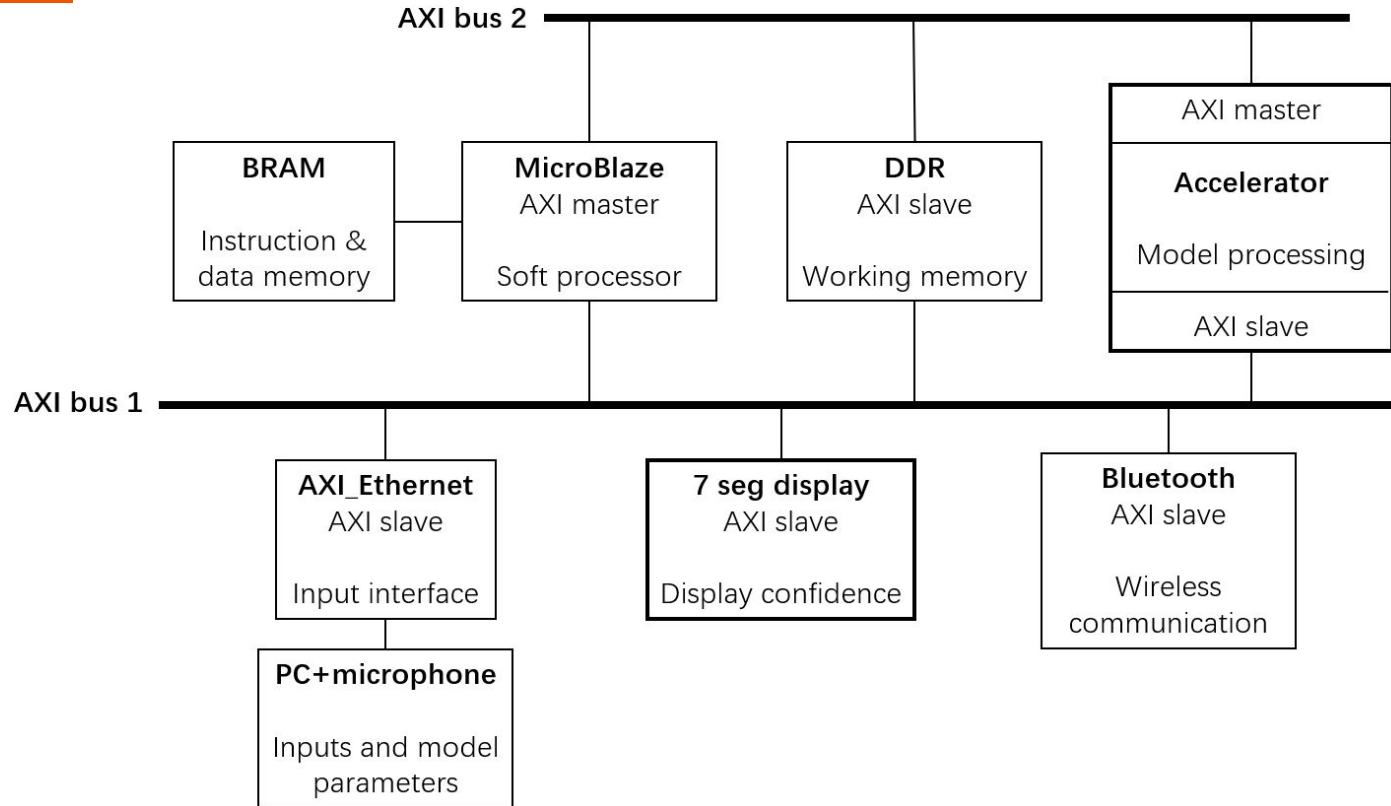 AXI bus 2
BRAM
Instruction &
data memory
MicroBlaze
AXI master
Soft processor
DDR
AXI slave
Working memory
AXI master
Accelerator
Model processing
AXI slave
AXI bus 1
AXI_Ethernet
AXI slave
Input interface
7 seg display
AXI slave
Display confidence
Bluetooth
AXI slave
Wireless
communication
PC+microphone
Inputs and model
parameters